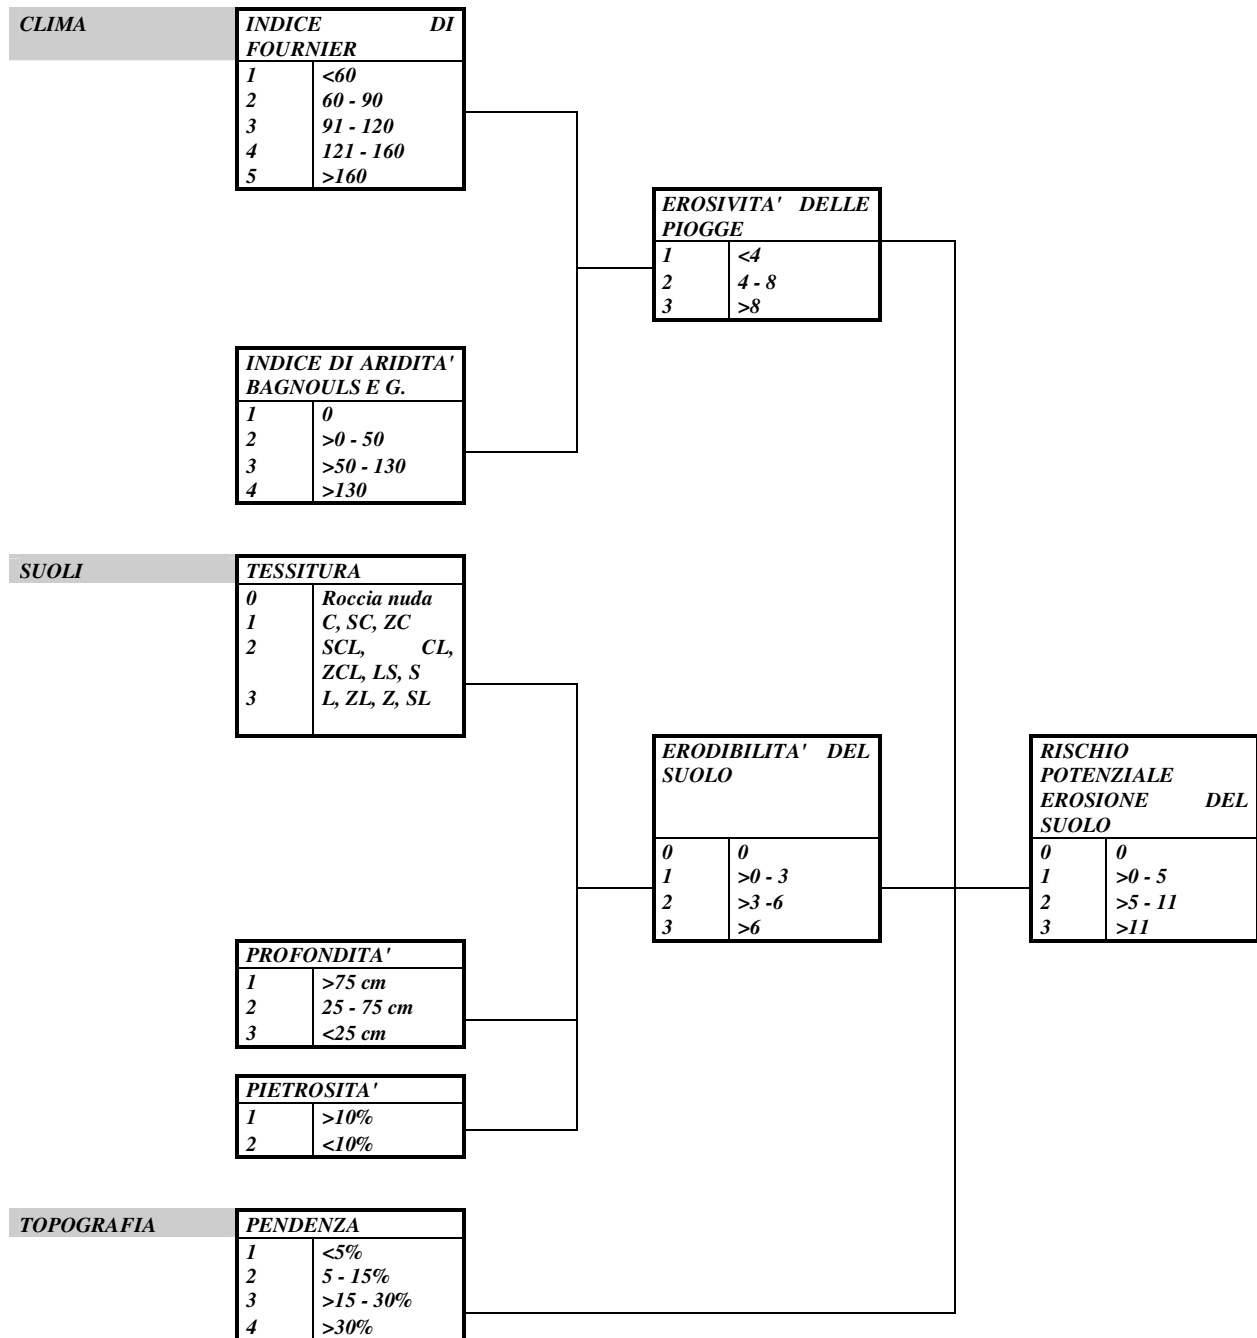 CLIMA
INDICE DI
FOURNIER
1 <60
2 60 - 90
3 91 - 120
4 121 - 160
5 >160
EROSIVITA' DELLE
PIOGGE
1 <4
2 4 - 8
3 >8
INDICE DI ARIDITA'
BAGNOULS E G.
1 0
2 >0 - 50
3 >50 - 130
4 >130
SUOLI
TESSITURA
0 Roccia nuda
1 C, SC, ZC
2 SCL, CL,
ZCL, LS, S
3 L, ZL, Z, SL
ERODIBILITA' DEL
SUOLO
0 0
1 >0 - 3
2 >3 -6
3 >6
RISCHIO
POTENZIALE
EROSIONE DEL
SUOLO
0 0
1 >0 - 5
2 >5 - 11
3 >11
PROFONDITA'
1 >75 cm
2 25 - 75 cm
3 <25 cm
PIETROSITA'
1 >10%
2 <10%
TOPOGRAFIA
PENDENZA
1 <5%
2 5 - 15%
3 >15 - 30%
4 >30%